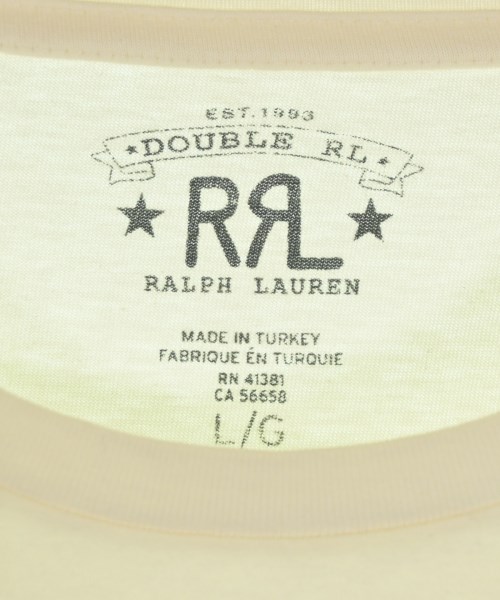 EST.1993
★DOUBLE RL★
RRL
RALPH LAUREN
MADE IN TURKEY
FABRIQUE ÉN TURQUIE
RN 41381
CA 56658
L/G